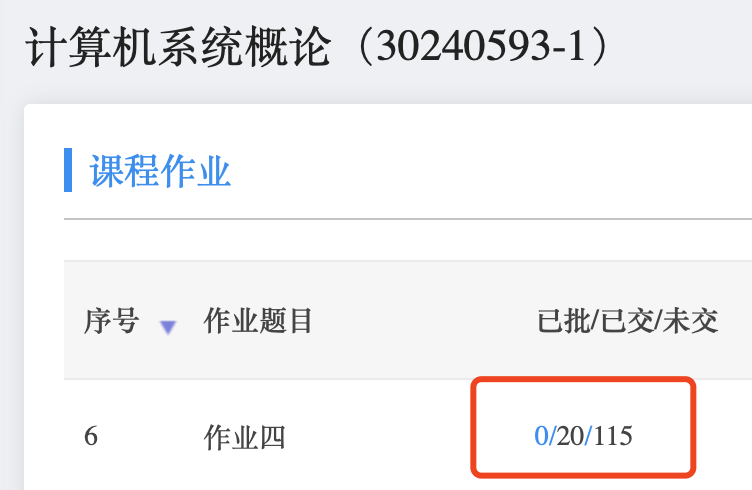 计算机系统概论（30240593-1）
课程作业
序号 作业题目 已批/已交/未交
6 作业四 0/20/115